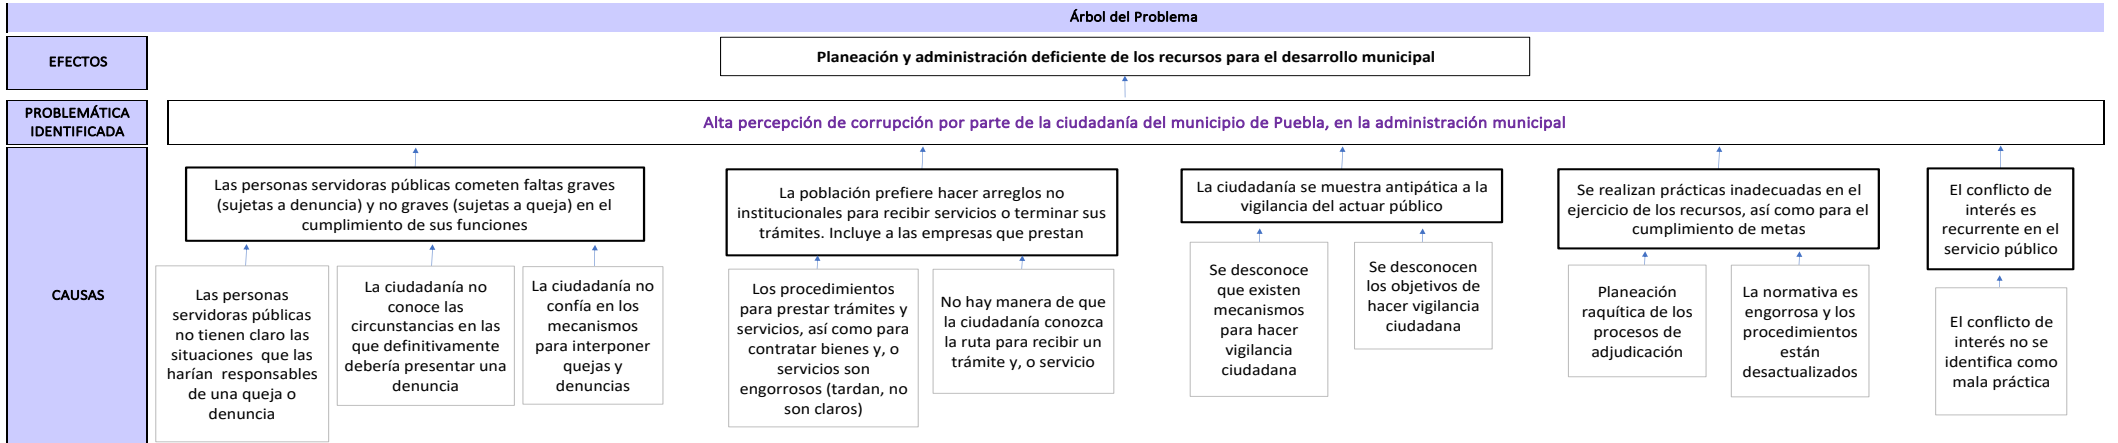 Árbol del Problema
EFECTOS
Planeación y administración deficiente de los recursos para el desarrollo municipal
PROBLEMÁTICA
IDENTIFICADA
Alta percepción de corrupción por parte de la ciudadanía del municipio de Puebla, en la administración municipal
CAUSAS
Las personas servidoras públicas cometen faltas graves
(sujetas a denuncia) y no graves (sujetas a queja) en el
cumplimiento de sus funciones
La población prefiere hacer arreglos no
institucionales para recibir servicios o terminar sus
trámites. Incluye a las empresas que prestan
La ciudadanía se muestra antipática a la
vigilancia del actuar público
Se realizan prácticas inadecuadas en el
ejercicio de los recursos, así como para el
cumplimiento de metas
El conflicto de
interés es
recurrente en el
servicio público
Las personas
servidoras públicas
no tienen claro las
situaciones que las
harían responsables
de una queja o
denuncia
La ciudadanía no
conoce las
circunstancias en las
que definitivamente
debería presentar una
denuncia
La ciudadanía no
confía en los
mecanismos
para interponer
quejas y
denuncias
Los procedimientos
para prestar trámites y
servicios, así como para
contratar bienes y, o
servicios son
engorrosos (tardan, no
son claros)
No hay manera de que
la ciudadanía conozca
la ruta para recibir un
trámite y, o servicio
Se desconoce
que existen
mecanismos
para hacer
vigilancia
ciudadana
Se desconocen
los objetivos de
hacer vigilancia
ciudadana
Planeación
raquítica de los
procesos de
adjudicación
La normativa es
engorrosa y los
procedimientos
están
desactualizados
El conflicto de
interés no se
identifica como
mala práctica